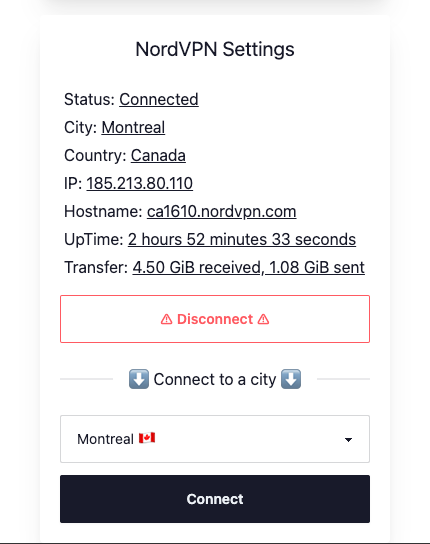 NordVPN Settings
Status: Connected
City: Montreal
Country: Canada
IP: 185.213.80.110
Hostname: ca1610.nordvpn.com
UpTime: 2 hours 52 minutes 33 seconds
Transfer: 4.50 GiB received, 1.08 GiB sent
⚠ Disconnect ⚠
⬇️ Connect to a city ⬇️
Montreal 🇨🇦
Connect